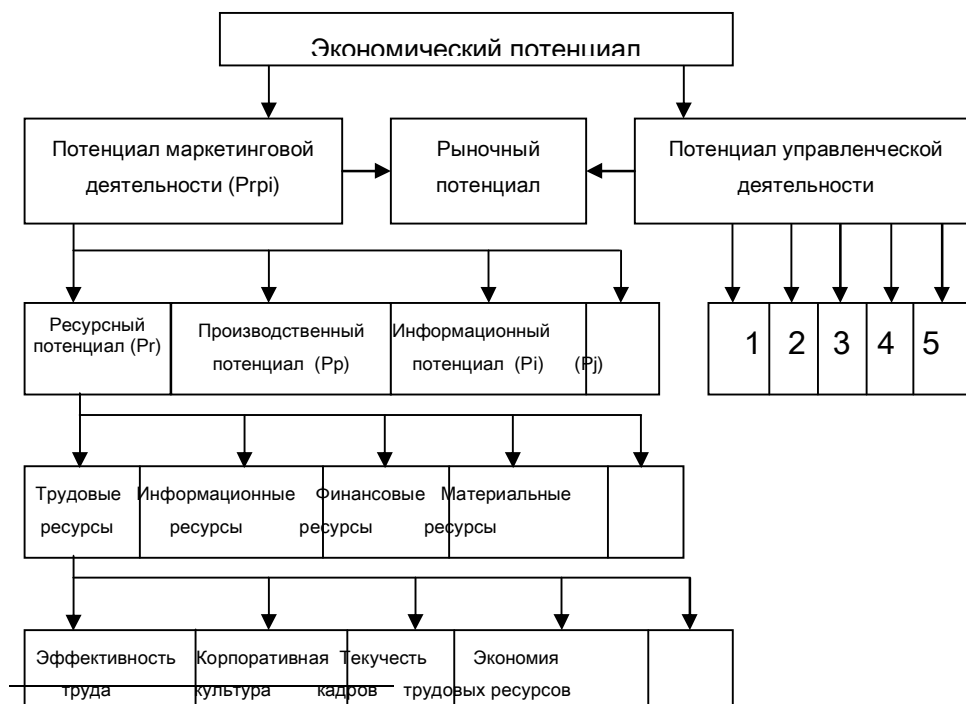 Экономический потенциал
Потенциал маркетинговой
деятельности (Prpi)
Рыночный
потенциал
Потенциал управленческой
деятельности
Ресурсный
потенциал (Pr)
Производственный
потенциал (Pp)
Информационный
потенциал (Pi)
(Pj)
1 2 3 4 5
Трудовые
ресурсы
Информационные
ресурсы
Финансовые
ресурсы
Материальные
ресурсы
Эффективность
труда
Корпоративная
культура
Текучесть
кадров
Экономия
трудовых ресурсов